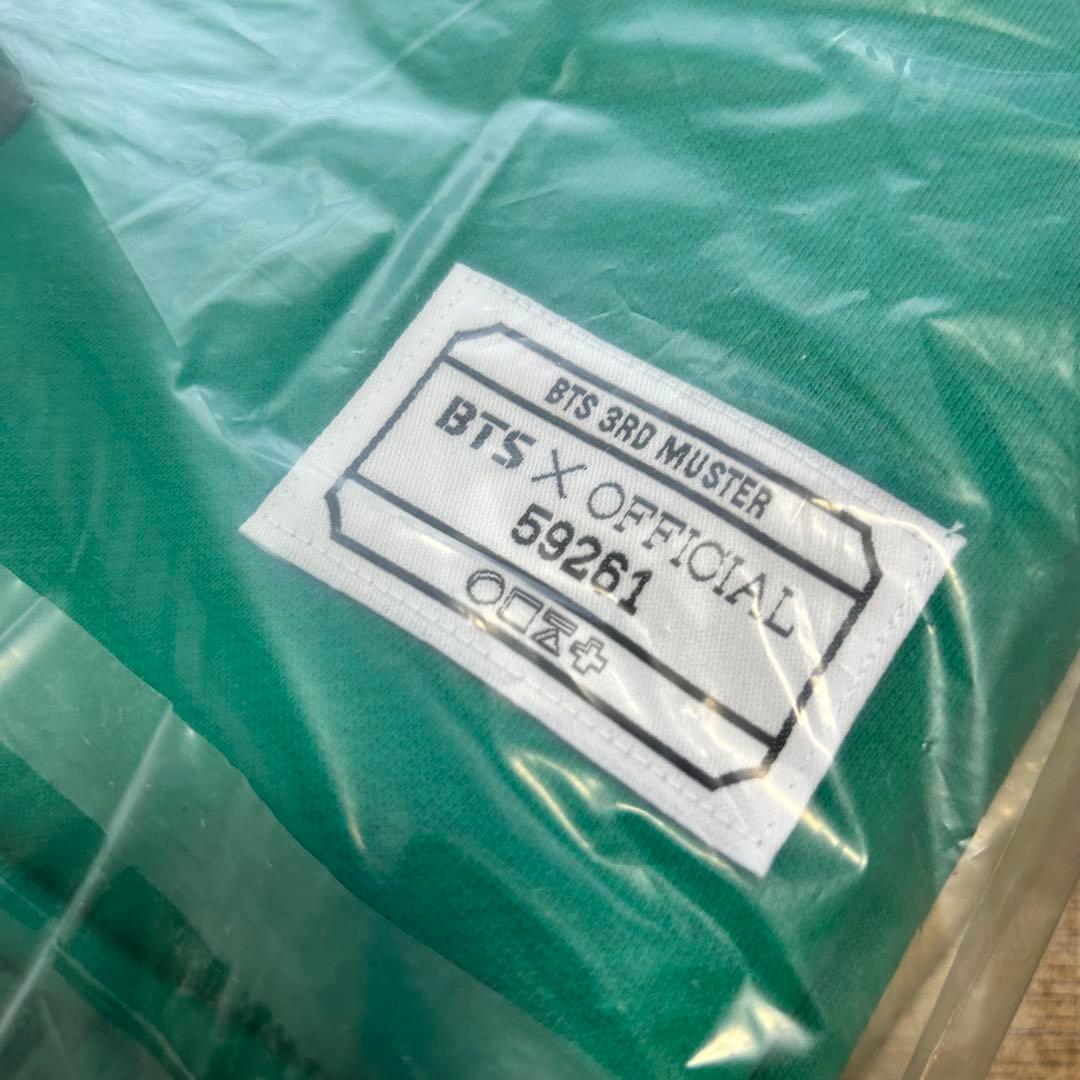 BTS 3RD MUSTER
BTS X OFFICIAL
59261